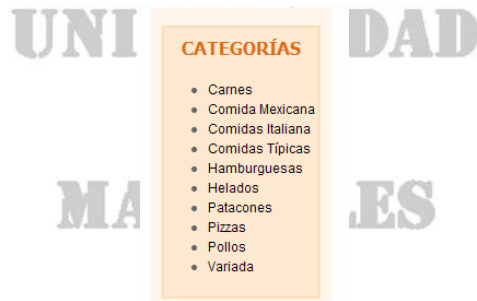 UNI DAD
CATEGORÍAS
Carnes
Comida Mexicana
Comidas Italiana
Comidas Típicas
Hamburguesas
Helados
MA LES
Patacones
Pizzas
Pollos
Variada